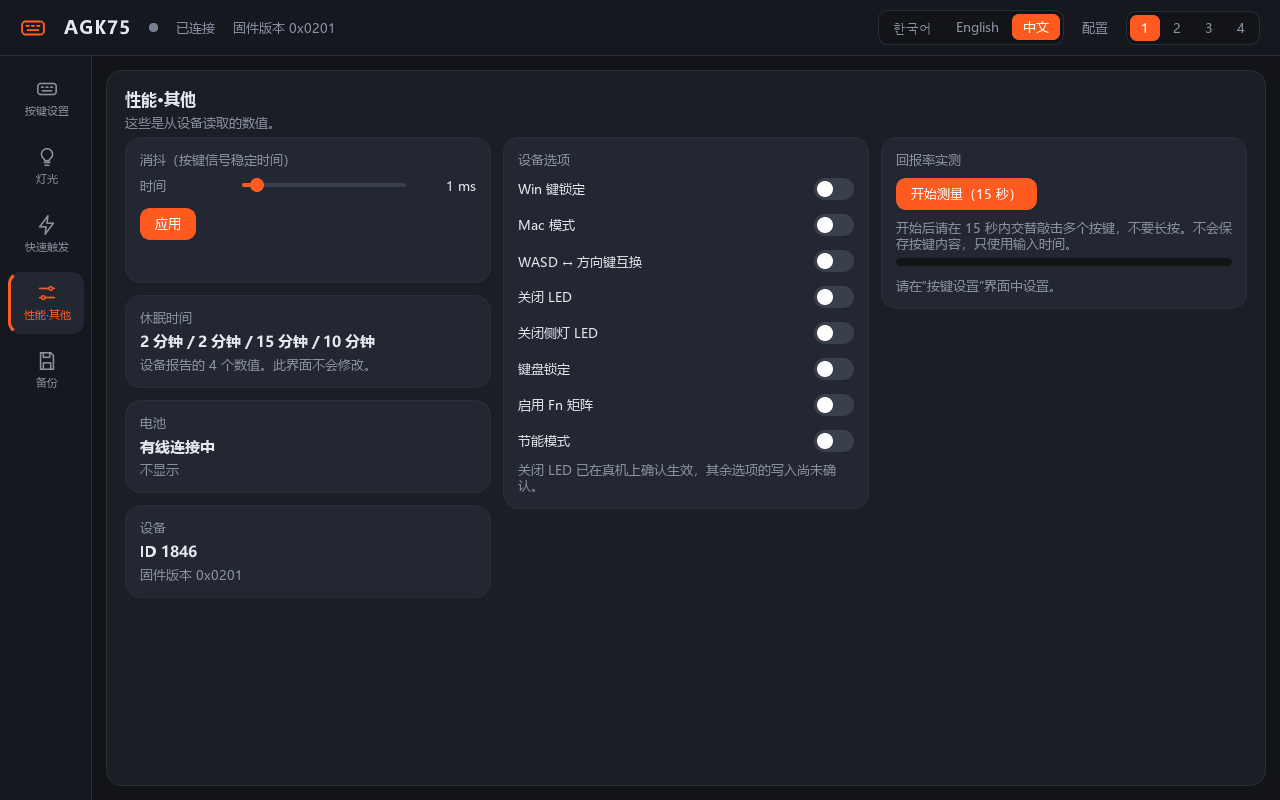 AGK75
已连接
固件版本 0x0201
한국어
English
中文
配置
1
2
3
4
按键设置
灯光
快速触发
性能·其他
备份
性能•其他
这些是从设备读取的数值。
消抖（按键信号稳定时间）
时间
1 ms
应用
休眠时间
2 分钟 / 2 分钟 / 15 分钟 / 10 分钟
设备报告的 4 个数值。此界面不会修改。
电池
有线连接中
不显示
设备
ID 1846
固件版本 0x0201
设备选项
Win 键锁定
Mac 模式
WASD ↔ 方向键互换
关闭 LED
关闭侧灯 LED
键盘锁定
启用 Fn 矩阵
节能模式
关闭 LED 已在真机上确认生效，其余选项的写入尚未确
认。
回报率实测
开始测量（15 秒）
开始后请在 15 秒内交替敲击多个按键，不要长按。不会保
存按键内容，只使用输入时间。
请在“按键设置”界面中设置。